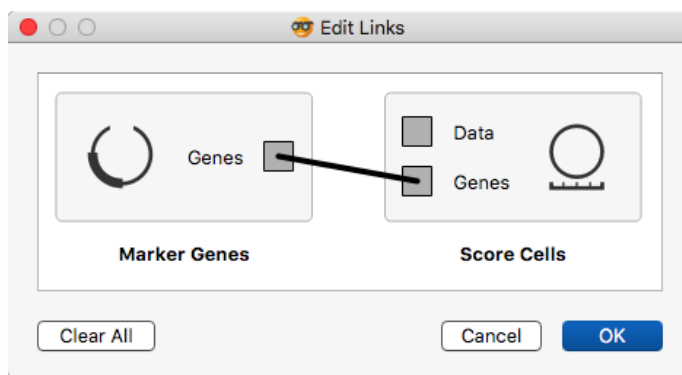 Edit Links
Genes
Data
Genes
Marker Genes
Score Cells
Clear All
Cancel
OK